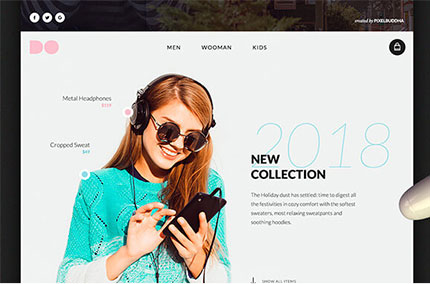 created by PIXELBUDDHA
DO
MEN WOOMAN KIDS
Metal Headphones
Cropped Sweat
2018
NEW
COLLECTION
The Holiday dust has settled: time to digest all
the festivities in cozy comfort with the softest
sweaters, most relaxing sweatpants and
soothing hoodies.
SHOW ALL ITEMS